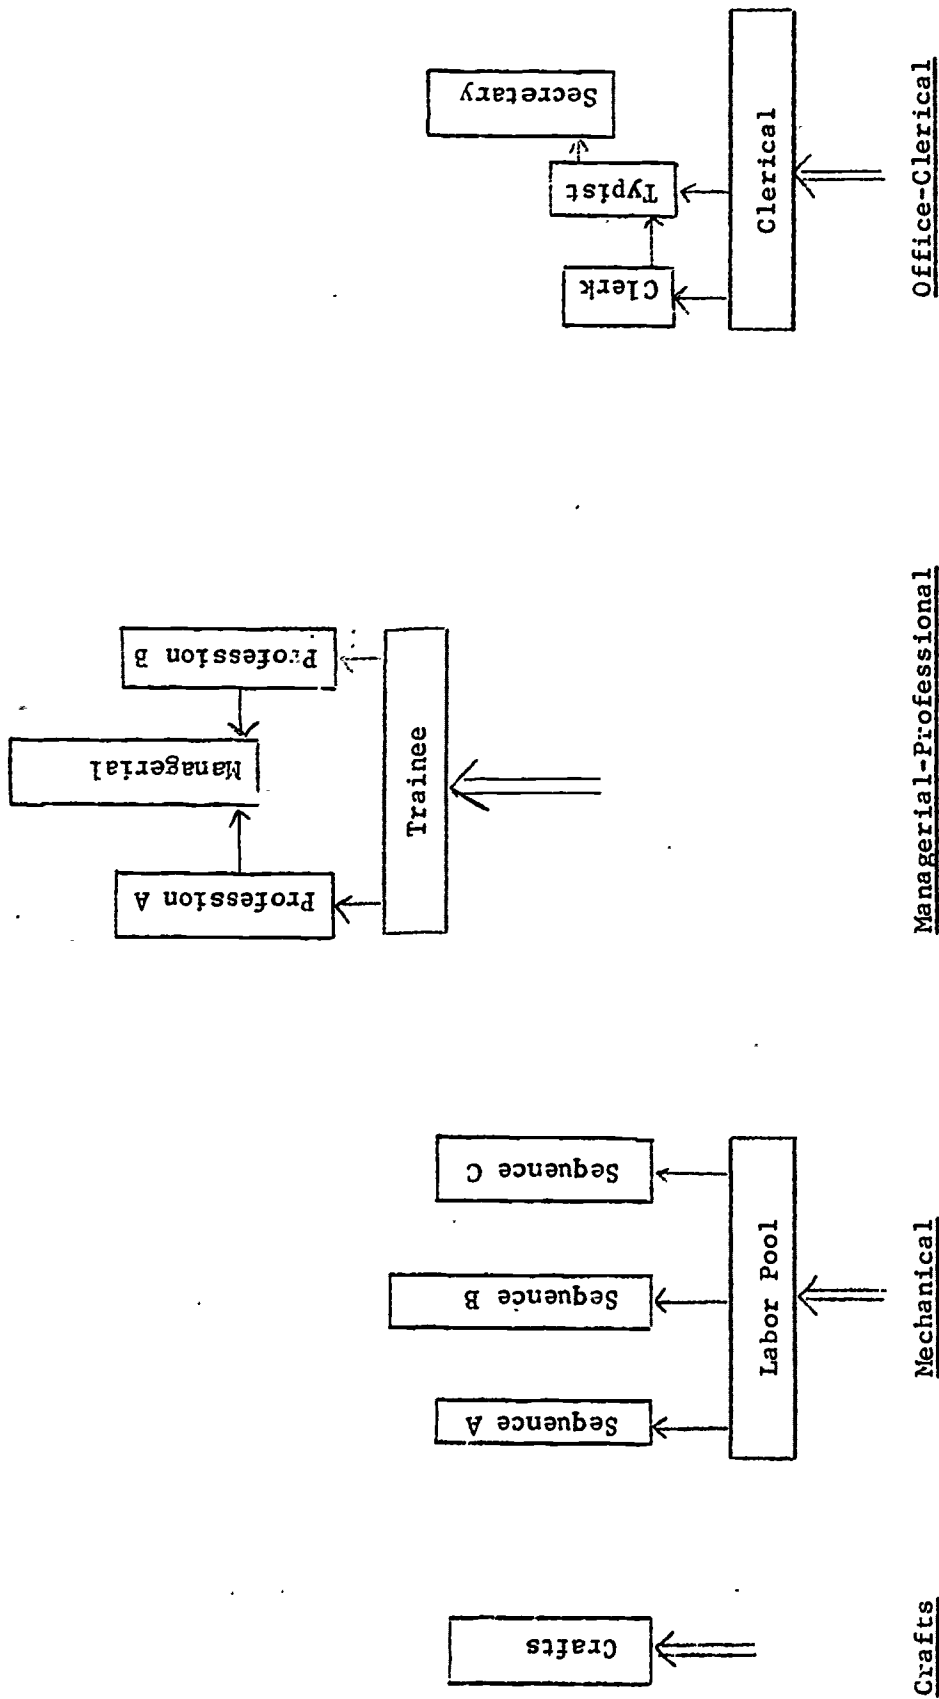 Crafts
Sequence A
Sequence B
Sequence C
Labor Pool
Profession A
Managerial
Profession B
Trainee
Clerk
Typist
Secretary
Clerical
Crafts
Mechanical
Managerial-Professional
Office-Clerical